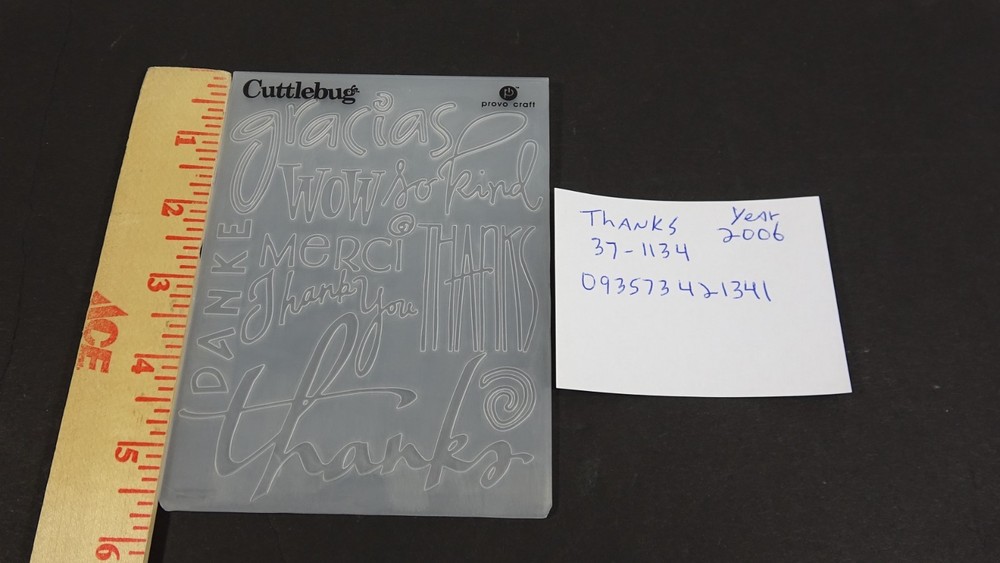 Cuttlebug
provo craft
gracias
WOW so kind
DANKE
MERCI
THANKS
Thank You
thanks
1
2
3
4
5
6
ACE
THANKS Year
37-1134 2006
093573421341